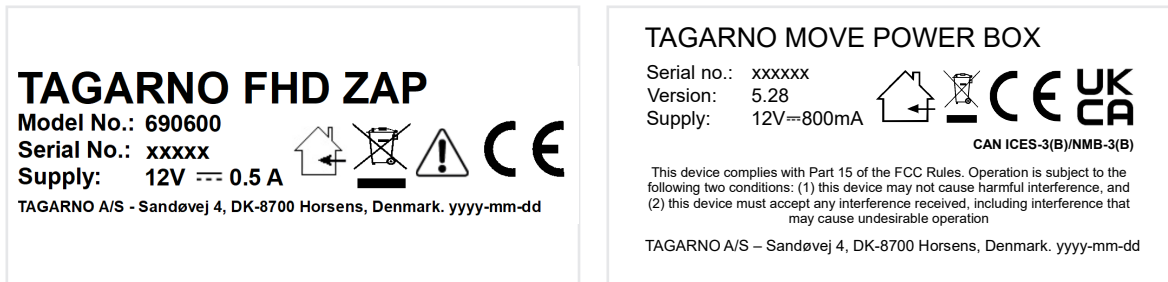 TAGARNO FHD ZAP
Model No.: 690600
Serial No.: xxxxx
Supply: 12V ⎓ 0.5 A
CE
TAGARNO A/S - Sandøvej 4, DK-8700 Horsens, Denmark. yyyy-mm-dd
TAGARNO MOVE POWER BOX
Serial no.: xxxxxx
Version: 5.28
Supply: 12V⎓800mA
CE UK
CA
CAN ICES-3(B)/NMB-3(B)
This device complies with Part 15 of the FCC Rules. Operation is subject to the
following two conditions: (1) this device may not cause harmful interference, and
(2) this device must accept any interference received, including interference that
may cause undesirable operation
TAGARNO A/S – Sandøvej 4, DK-8700 Horsens, Denmark. yyyy-mm-dd